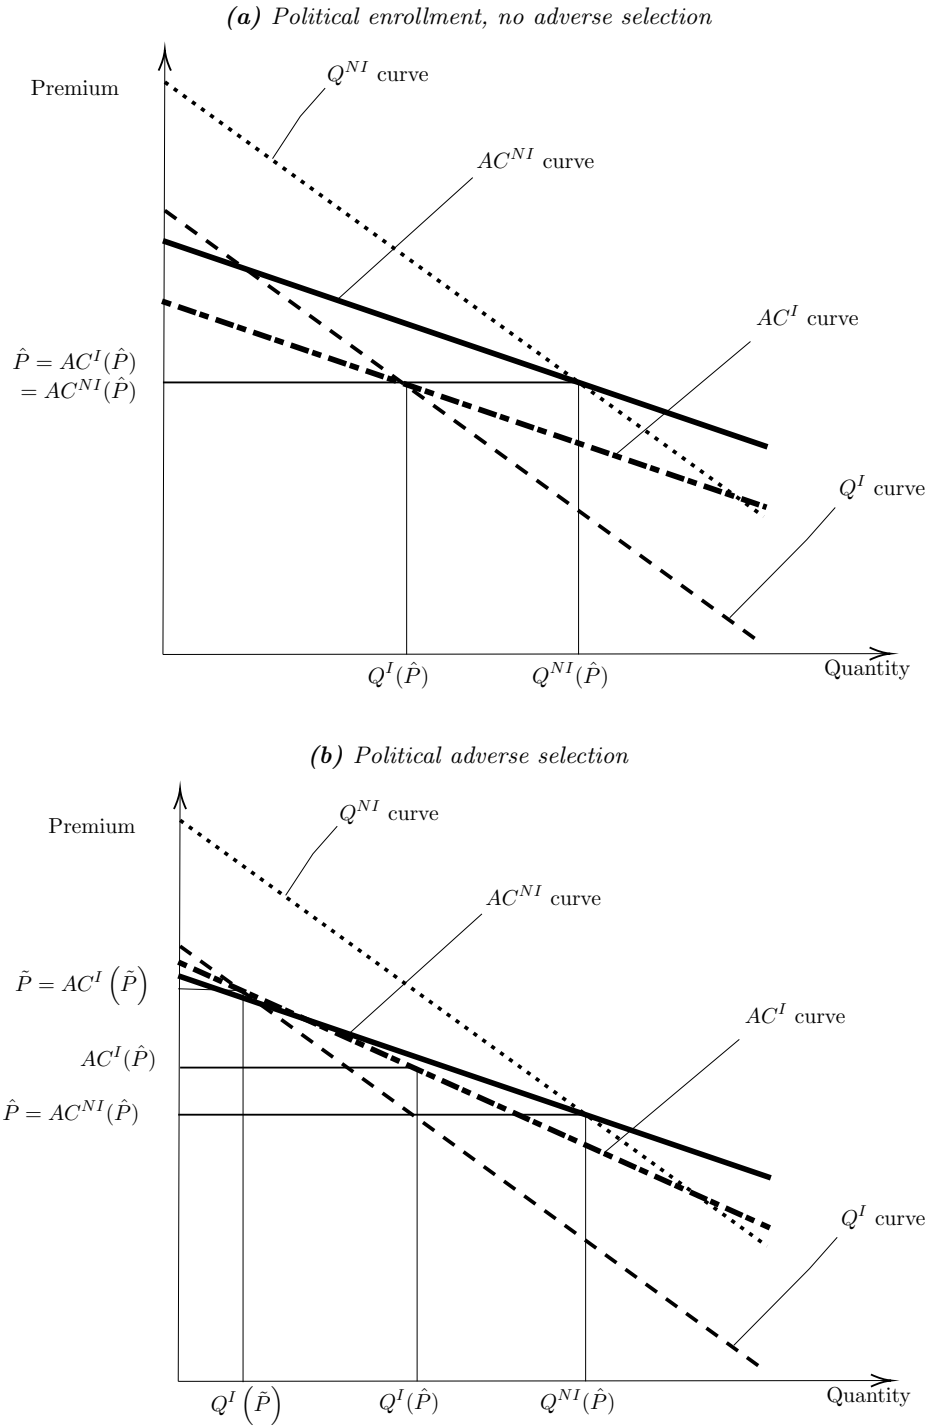 (a) Political enrollment, no adverse selection
Q^{NI} curve
Premium
AC^{NI} curve
AC^{I} curve
P̂ = AC^{I}(P̂)
= AC^{NI}(P̂)
Q^{I} curve
Quantity
Q^{I}(P̂)
Q^{NI}(P̂)
(b) Political adverse selection
Q^{NI} curve
Premium
AC^{NI} curve
P̃ = AC^{I}(P̃)
AC^{I} curve
AC^{I}(P̂)
P̂ = AC^{NI}(P̂)
Q^{I} curve
Quantity
Q^{I}(P̃)
Q^{I}(P̂)
Q^{NI}(P̂)